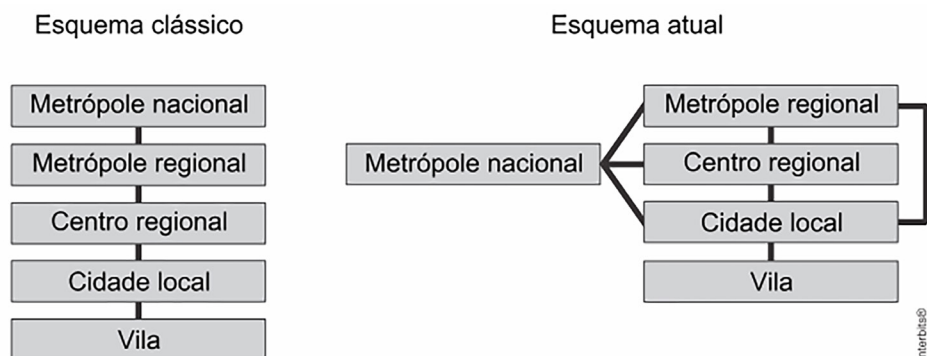 Esquema clássico
Metrópole nacional
Metrópole regional
Centro regional
Cidade local
Vila
Esquema atual
Metrópole nacional
Metrópole regional
Centro regional
Cidade local
Vila